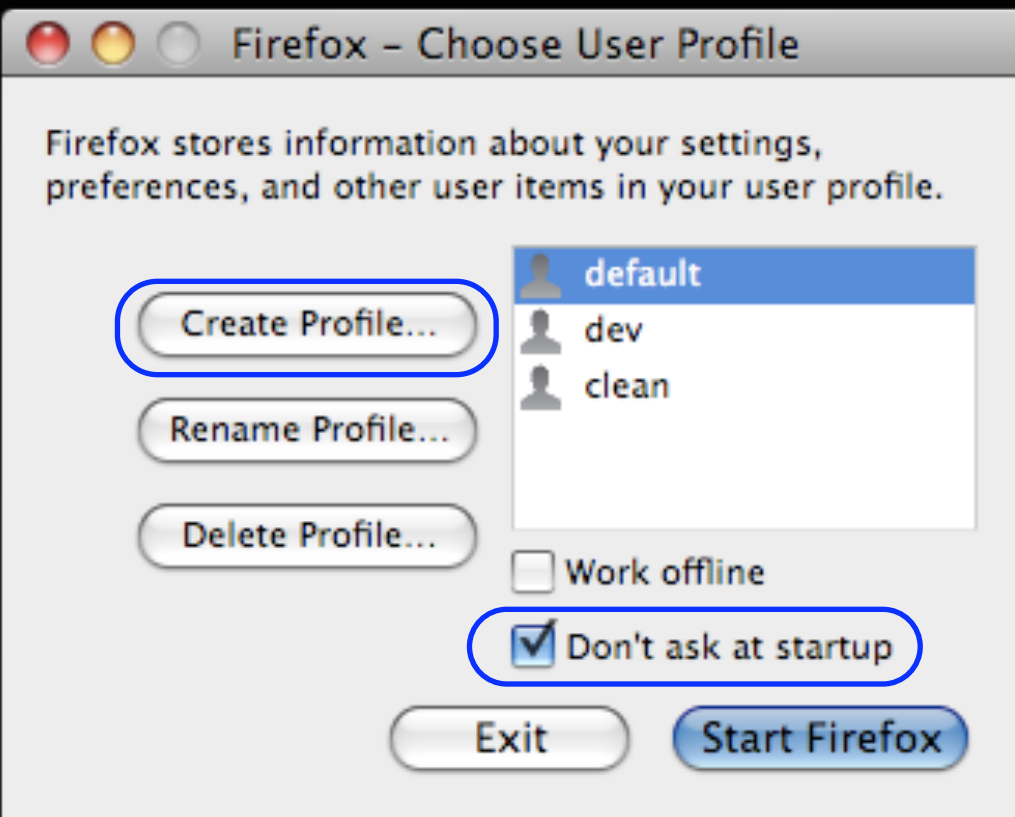 Firefox – Choose User Profile
Firefox stores information about your settings,
preferences, and other user items in your user profile.
Create Profile...
Rename Profile...
Delete Profile...
default
dev
clean
Work offline
Don't ask at startup
Exit
Start Firefox